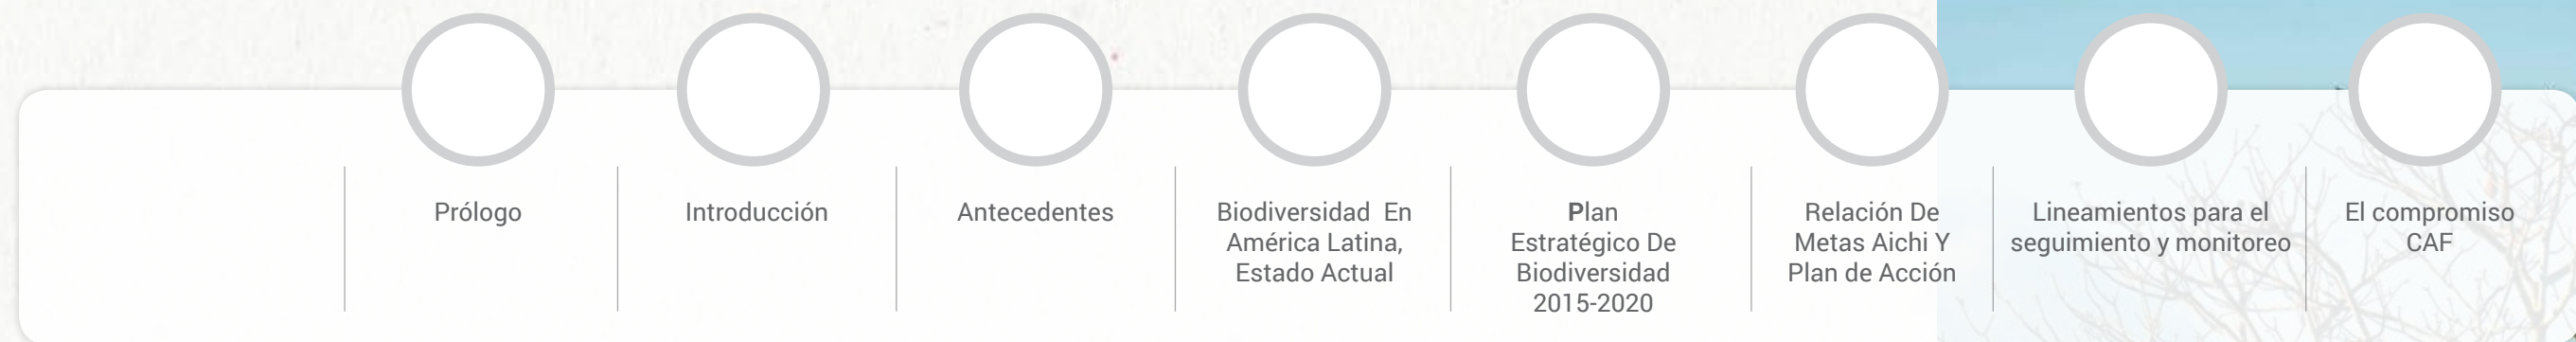 Prólogo
Introducción
Antecedentes
Biodiversidad  En
América Latina,
Estado Actual
Plan
Estratégico De
Biodiversidad
2015-2020
Relación De
Metas Aichi Y
Plan de Acción
Lineamientos para el
seguimiento y monitoreo
El compromiso
CAF